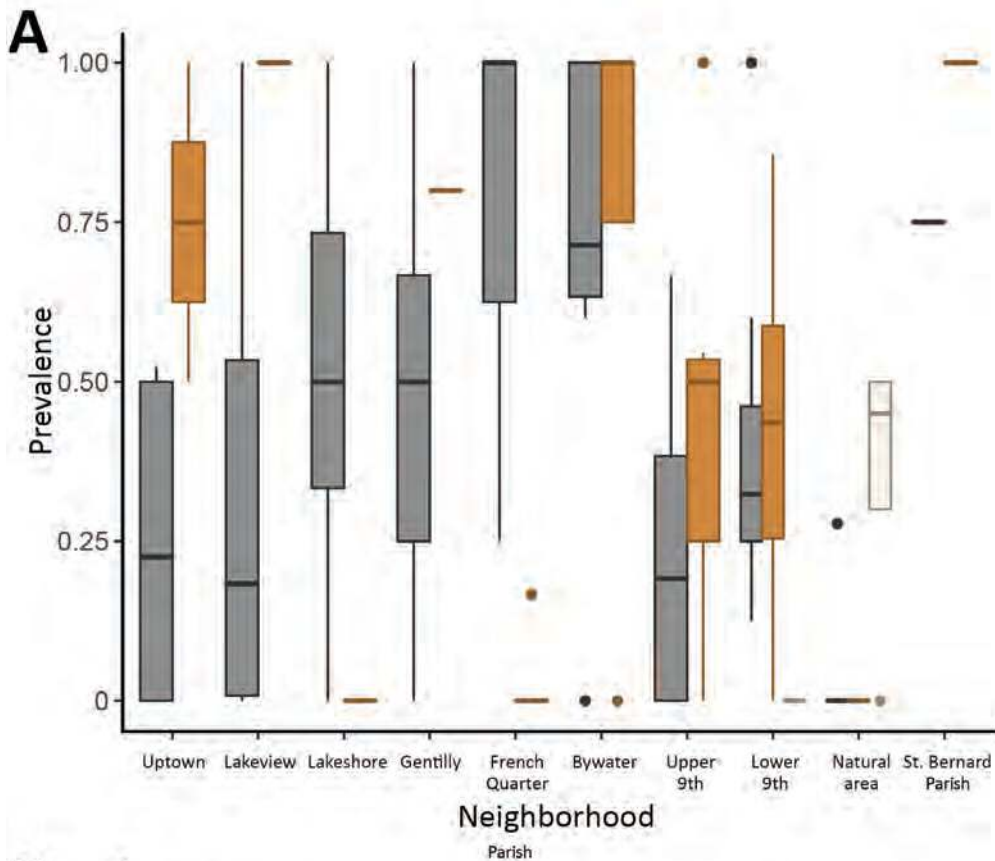 A
1.00
0.75
0.50
0.25
0
Prevalence
Uptown Lakeview Lakeshore Gentilly French Quarter Bywater Upper 9th Lower 9th Natural area St. Bernard Parish
Neighborhood
Parish